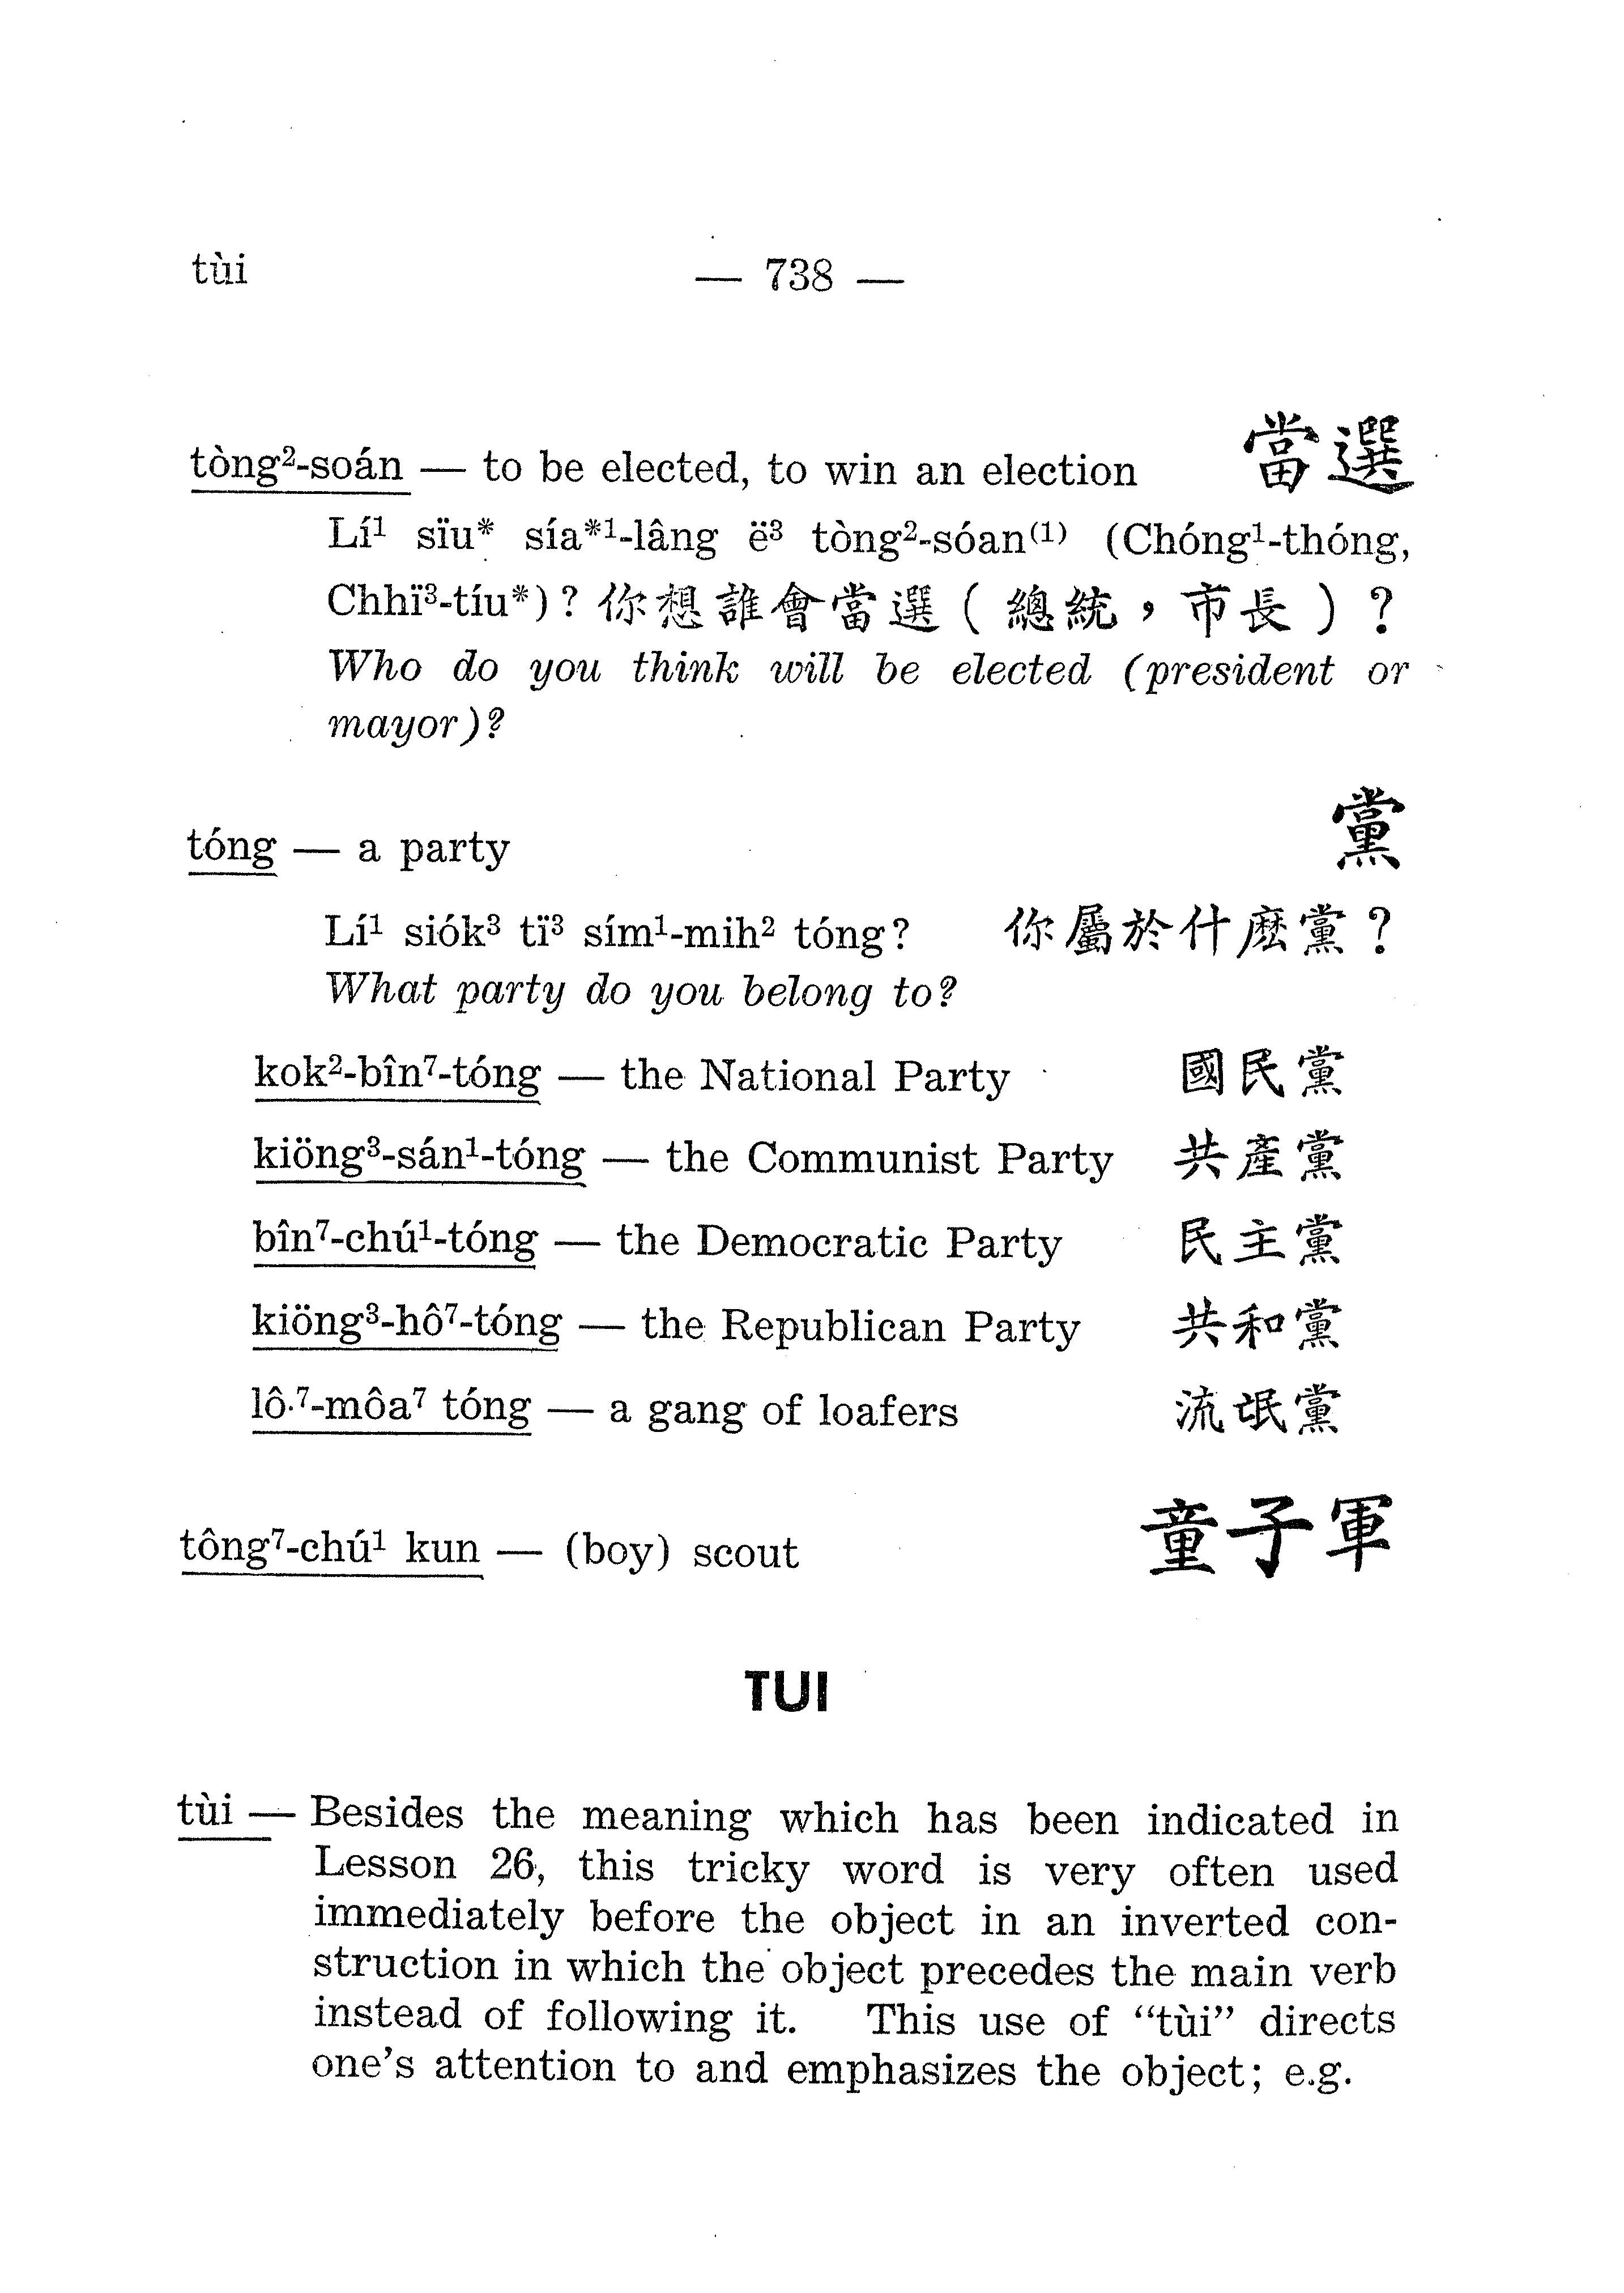 tùi — 738 —
tòng²-soán — to be elected, to win an election 當選
Lí¹ sïu* sía*¹-lâng ë³ tòng²-sóan⁽¹⁾ (Chóng¹-thóng,
Chhï³-tíu*)? 你想誰會當選(總統,市長)?
Who do you think will be elected (president or
mayor)?
tóng — a party 黨
Lí¹ siók³ tï³ sím¹-mih² tóng? 你屬於什麽黨?
What party do you belong to?
kok²-bîn⁷-tóng — the National Party 國民黨
kiöng³-sán¹-tóng — the Communist Party 共產黨
bîn⁷-chú¹-tóng — the Democratic Party 民主黨
kiöng³-hô⁷-tóng — the Republican Party 共和黨
lô·⁷-môa⁷ tóng — a gang of loafers 流氓黨
tông⁷-chú¹ kun — (boy) scout 童子軍
TUI
tùi — Besides the meaning which has been indicated in
Lesson 26, this tricky word is very often used
immediately before the object in an inverted con-
struction in which the object precedes the main verb
instead of following it. This use of “tùi” directs
one’s attention to and emphasizes the object; e.g.